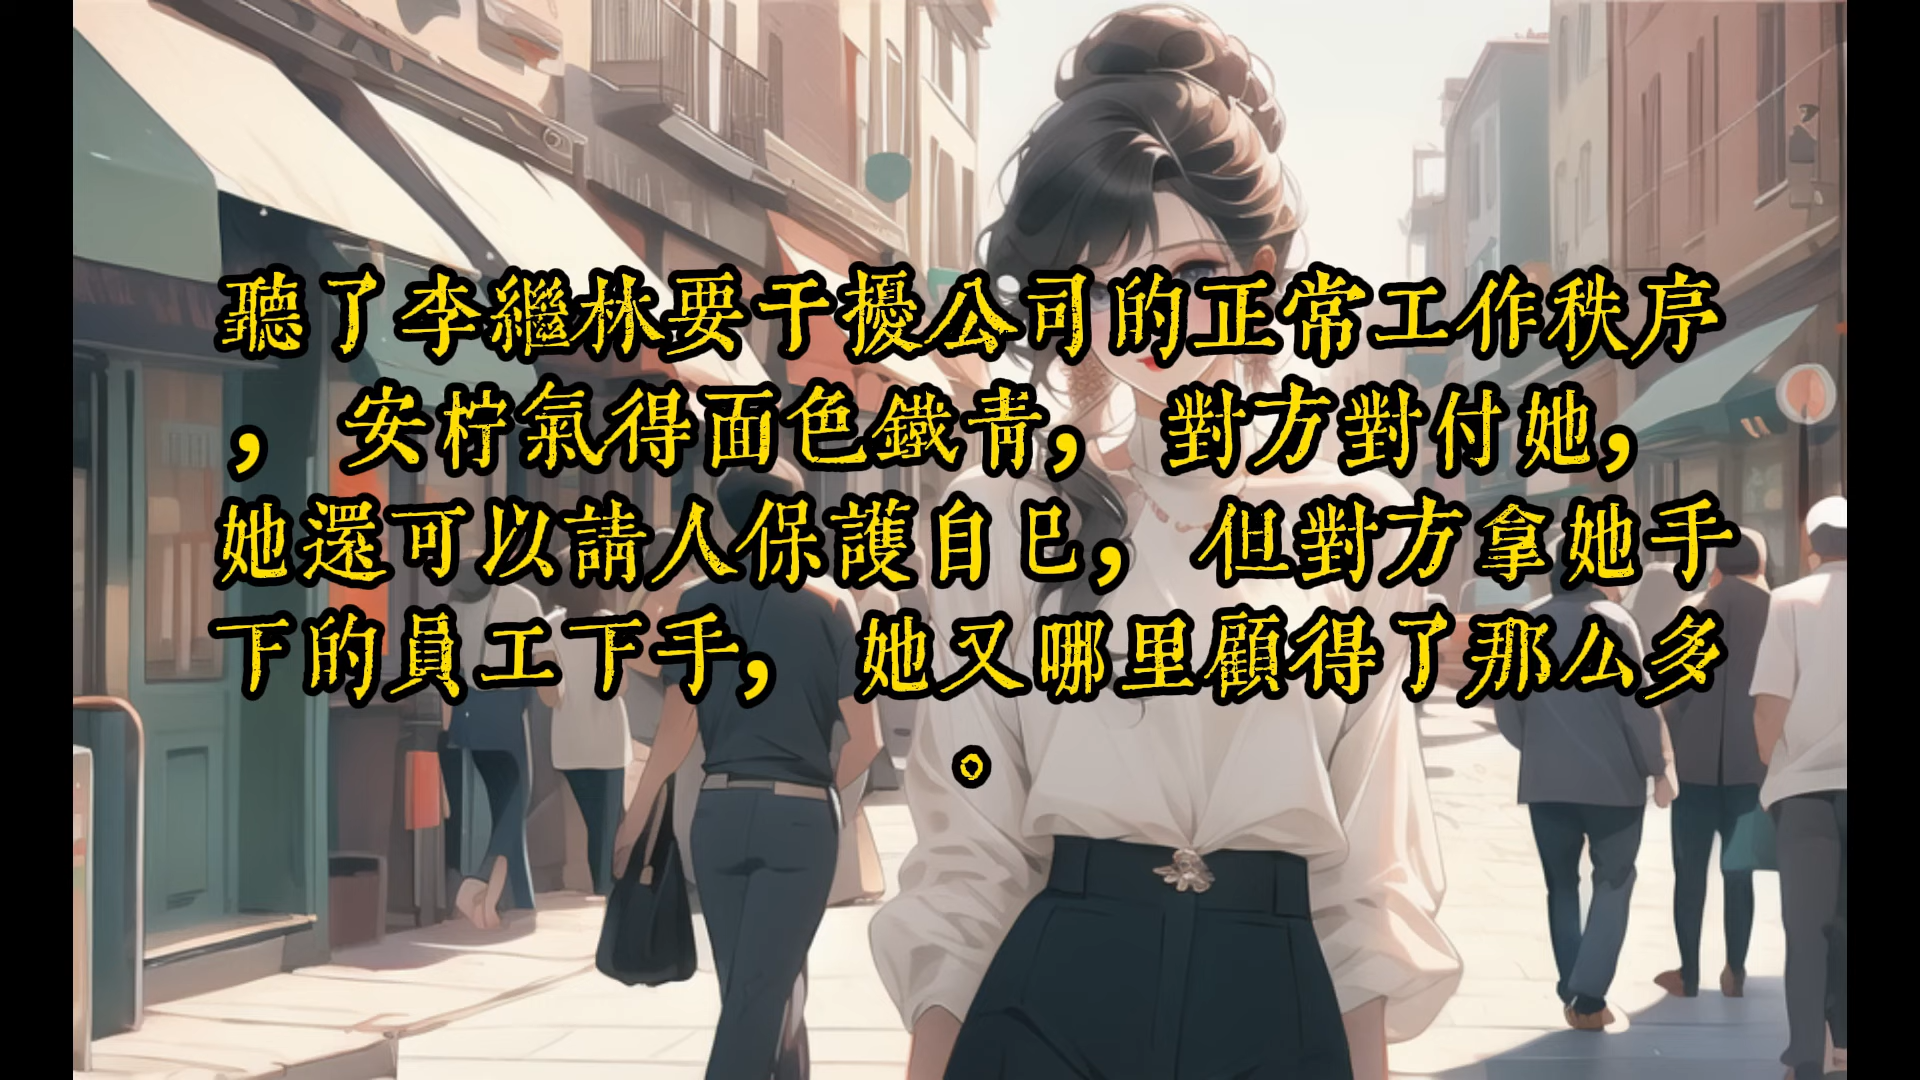 聽了李繼林要干擾公司的正常工作秩序
，安柠氣得面色鐵青，對方對付她，
她還可以請人保護自已，但對方拿她手
下的員工下手，她又哪里顧得了那么多
。